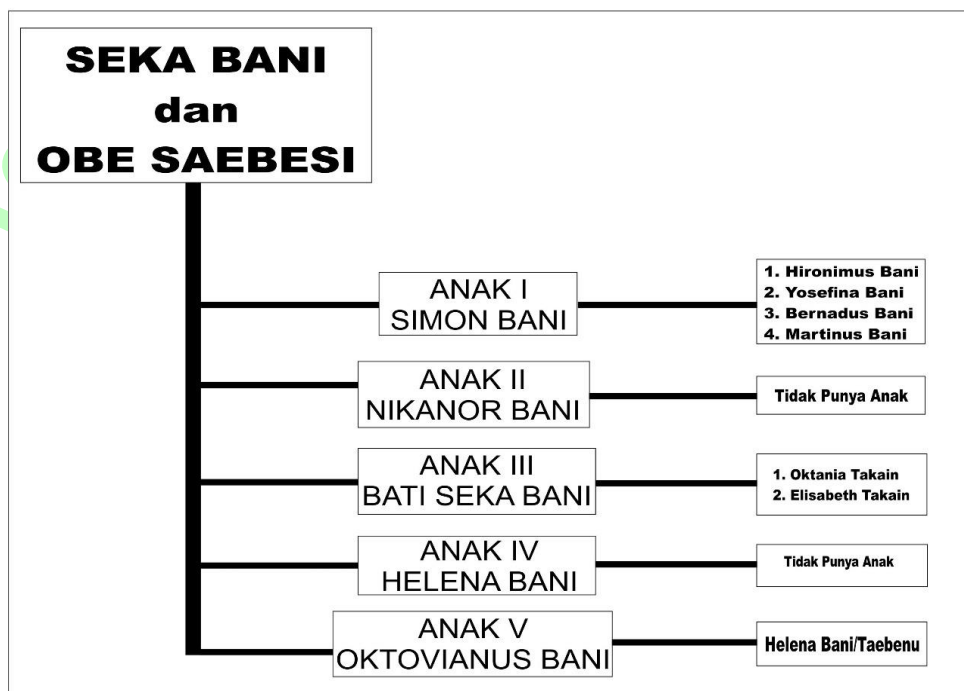 SEKA BANI
dan
OBE SAEBESI
ANAK I
SIMON BANI
1. Hironimus Bani
2. Yosefina Bani
3. Bernadus Bani
4. Martinus Bani
ANAK II
NIKANOR BANI
Tidak Punya Anak
ANAK III
BATI SEKA BANI
1. Oktania Takain
2. Elisabeth Takain
ANAK IV
HELENA BANI
Tidak Punya Anak
ANAK V
OKTOVIANUS BANI
Helena Bani/Taebenu